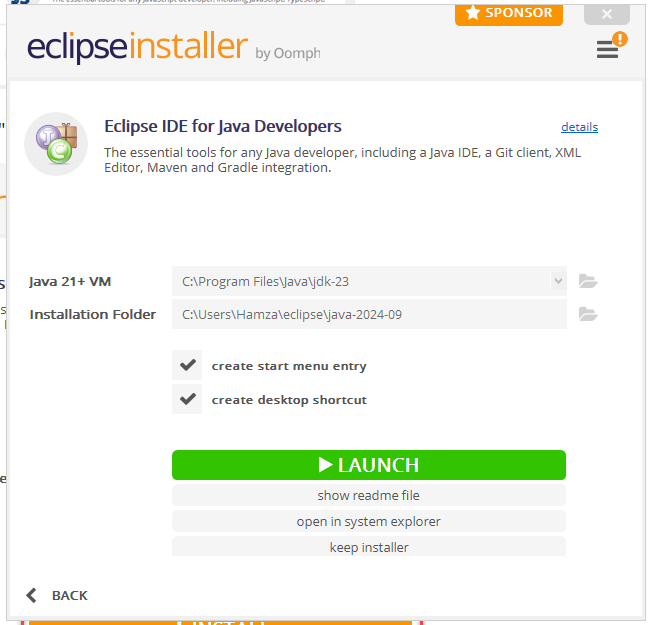 SPONSOR
eclipseinstaller by Oomph
!
Eclipse IDE for Java Developers
details
The essential tools for any Java developer, including a Java IDE, a Git client, XML
Editor, Maven and Gradle integration.
Java 21+ VM
C:\Program Files\Java\jdk-23
Installation Folder
C:\Users\Hamza\eclipse\java-2024-09
create start menu entry
create desktop shortcut
LAUNCH
show readme file
open in system explorer
keep installer
BACK